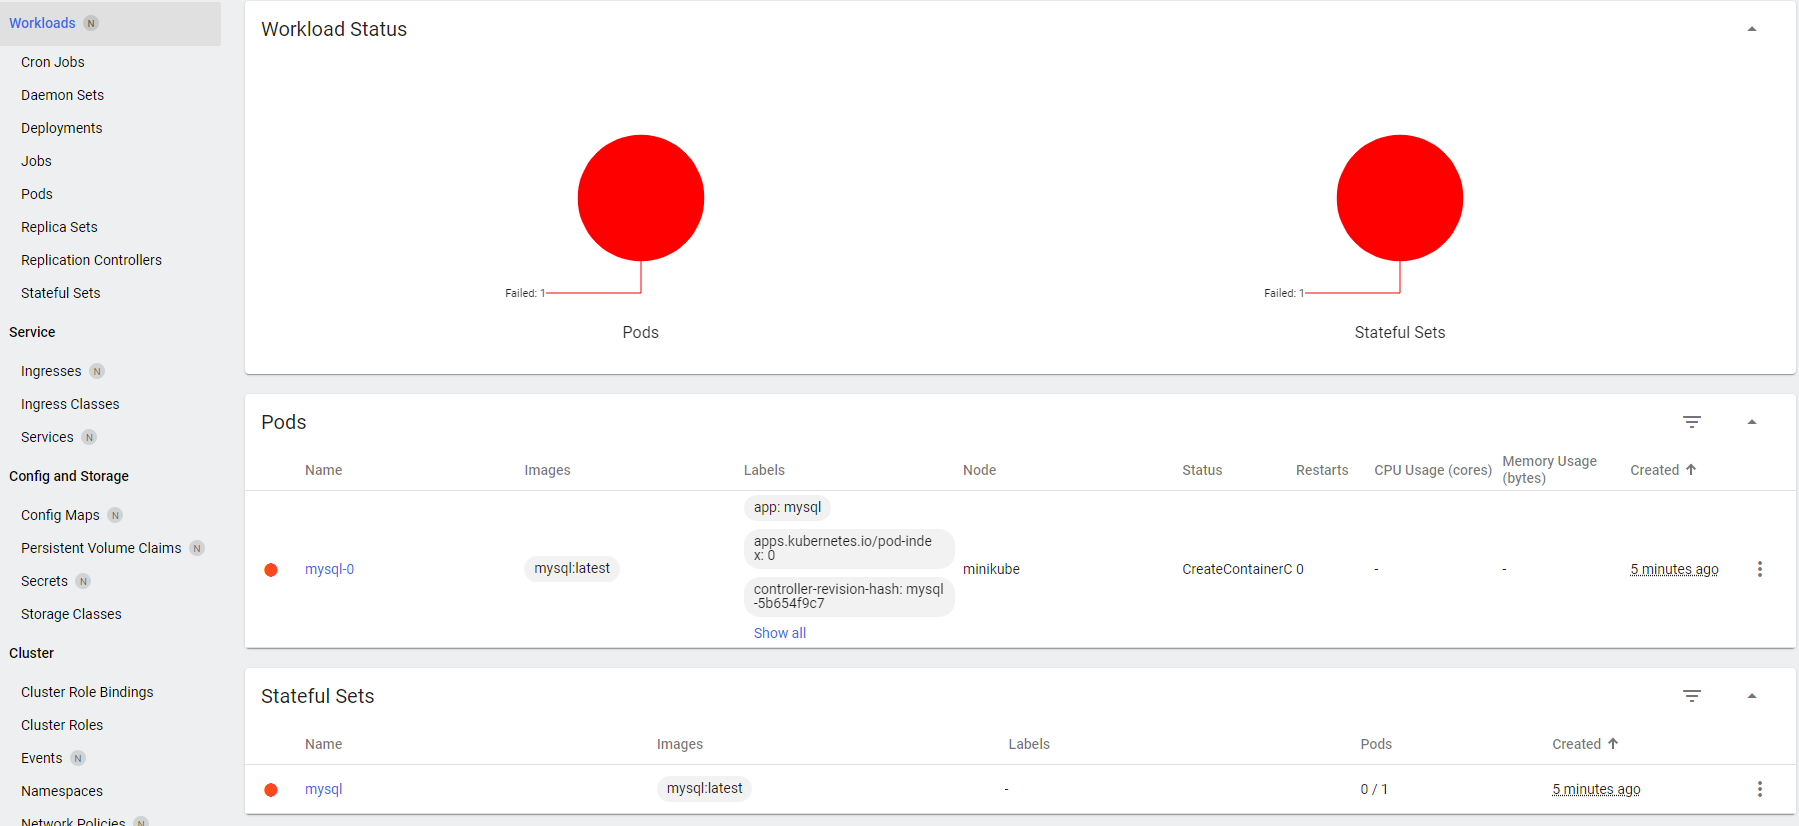 Workloads N
Cron Jobs
Daemon Sets
Deployments
Jobs
Pods
Replica Sets
Replication Controllers
Stateful Sets
Service
Ingresses N
Ingress Classes
Services N
Config and Storage
Config Maps N
Persistent Volume Claims N
Secrets N
Storage Classes
Cluster
Cluster Role Bindings
Cluster Roles
Events N
Namespaces
Network Policies N
Workload Status
Failed: 1
Pods
Failed: 1
Stateful Sets
Pods
Name Images Labels Node Status Restarts CPU Usage (cores) Memory Usage (bytes) Created
mysql-0
mysql:latest
app: mysql
apps.kubernetes.io/pod-inde
x: 0
controller-revision-hash: mysql
-5b654f9c7
Show all
minikube
CreateContainerC 0 - - 5 minutes ago
Stateful Sets
Name Images Labels Pods Created
mysql mysql:latest - 0 / 1 5 minutes ago